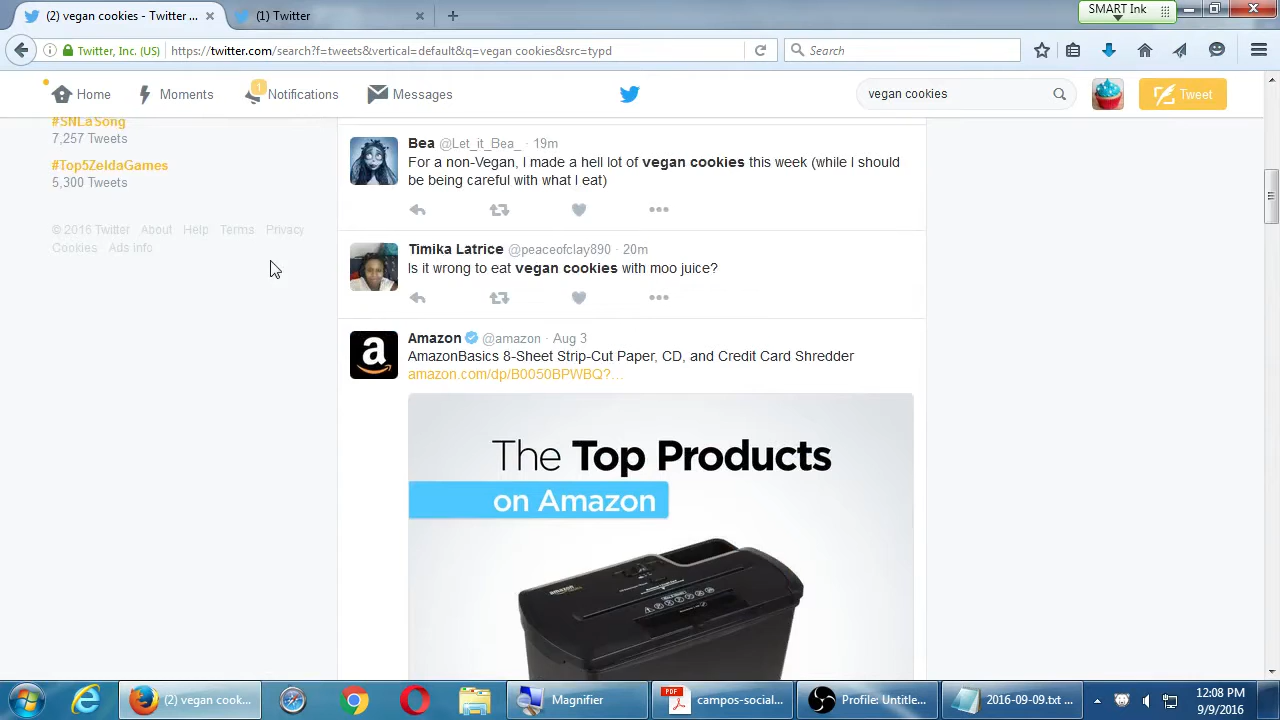 (2) vegan cookies - Twitter ...
(1) Twitter
SMART Ink
Twitter, Inc. (US)
https://twitter.com/search?f=tweets&vertical=default&q=vegan cookies&src=typd
Search
Home
Moments
1
Notifications
Messages
vegan cookies
Tweet
#SNLaSong
7,257 Tweets
#Top5ZeldaGames
5,300 Tweets
© 2016 Twitter About Help Terms Privacy
Cookies Ads info
Bea @Let_it_Bea_ · 19m
For a non-Vegan, I made a hell lot of vegan cookies this week (while I should
be being careful with what I eat)
Timika Latrice @peaceofclay890 · 20m
Is it wrong to eat vegan cookies with moo juice?
Amazon @amazon · Aug 3
AmazonBasics 8-Sheet Strip-Cut Paper, CD, and Credit Card Shredder
amazon.com/dp/B0050BPWBQ?...
The Top Products
on Amazon
(2) vegan cook...
Magnifier
PDF
campos-social...
Profile: Untitle...
2016-09-09.txt ...
12:08 PM
9/9/2016